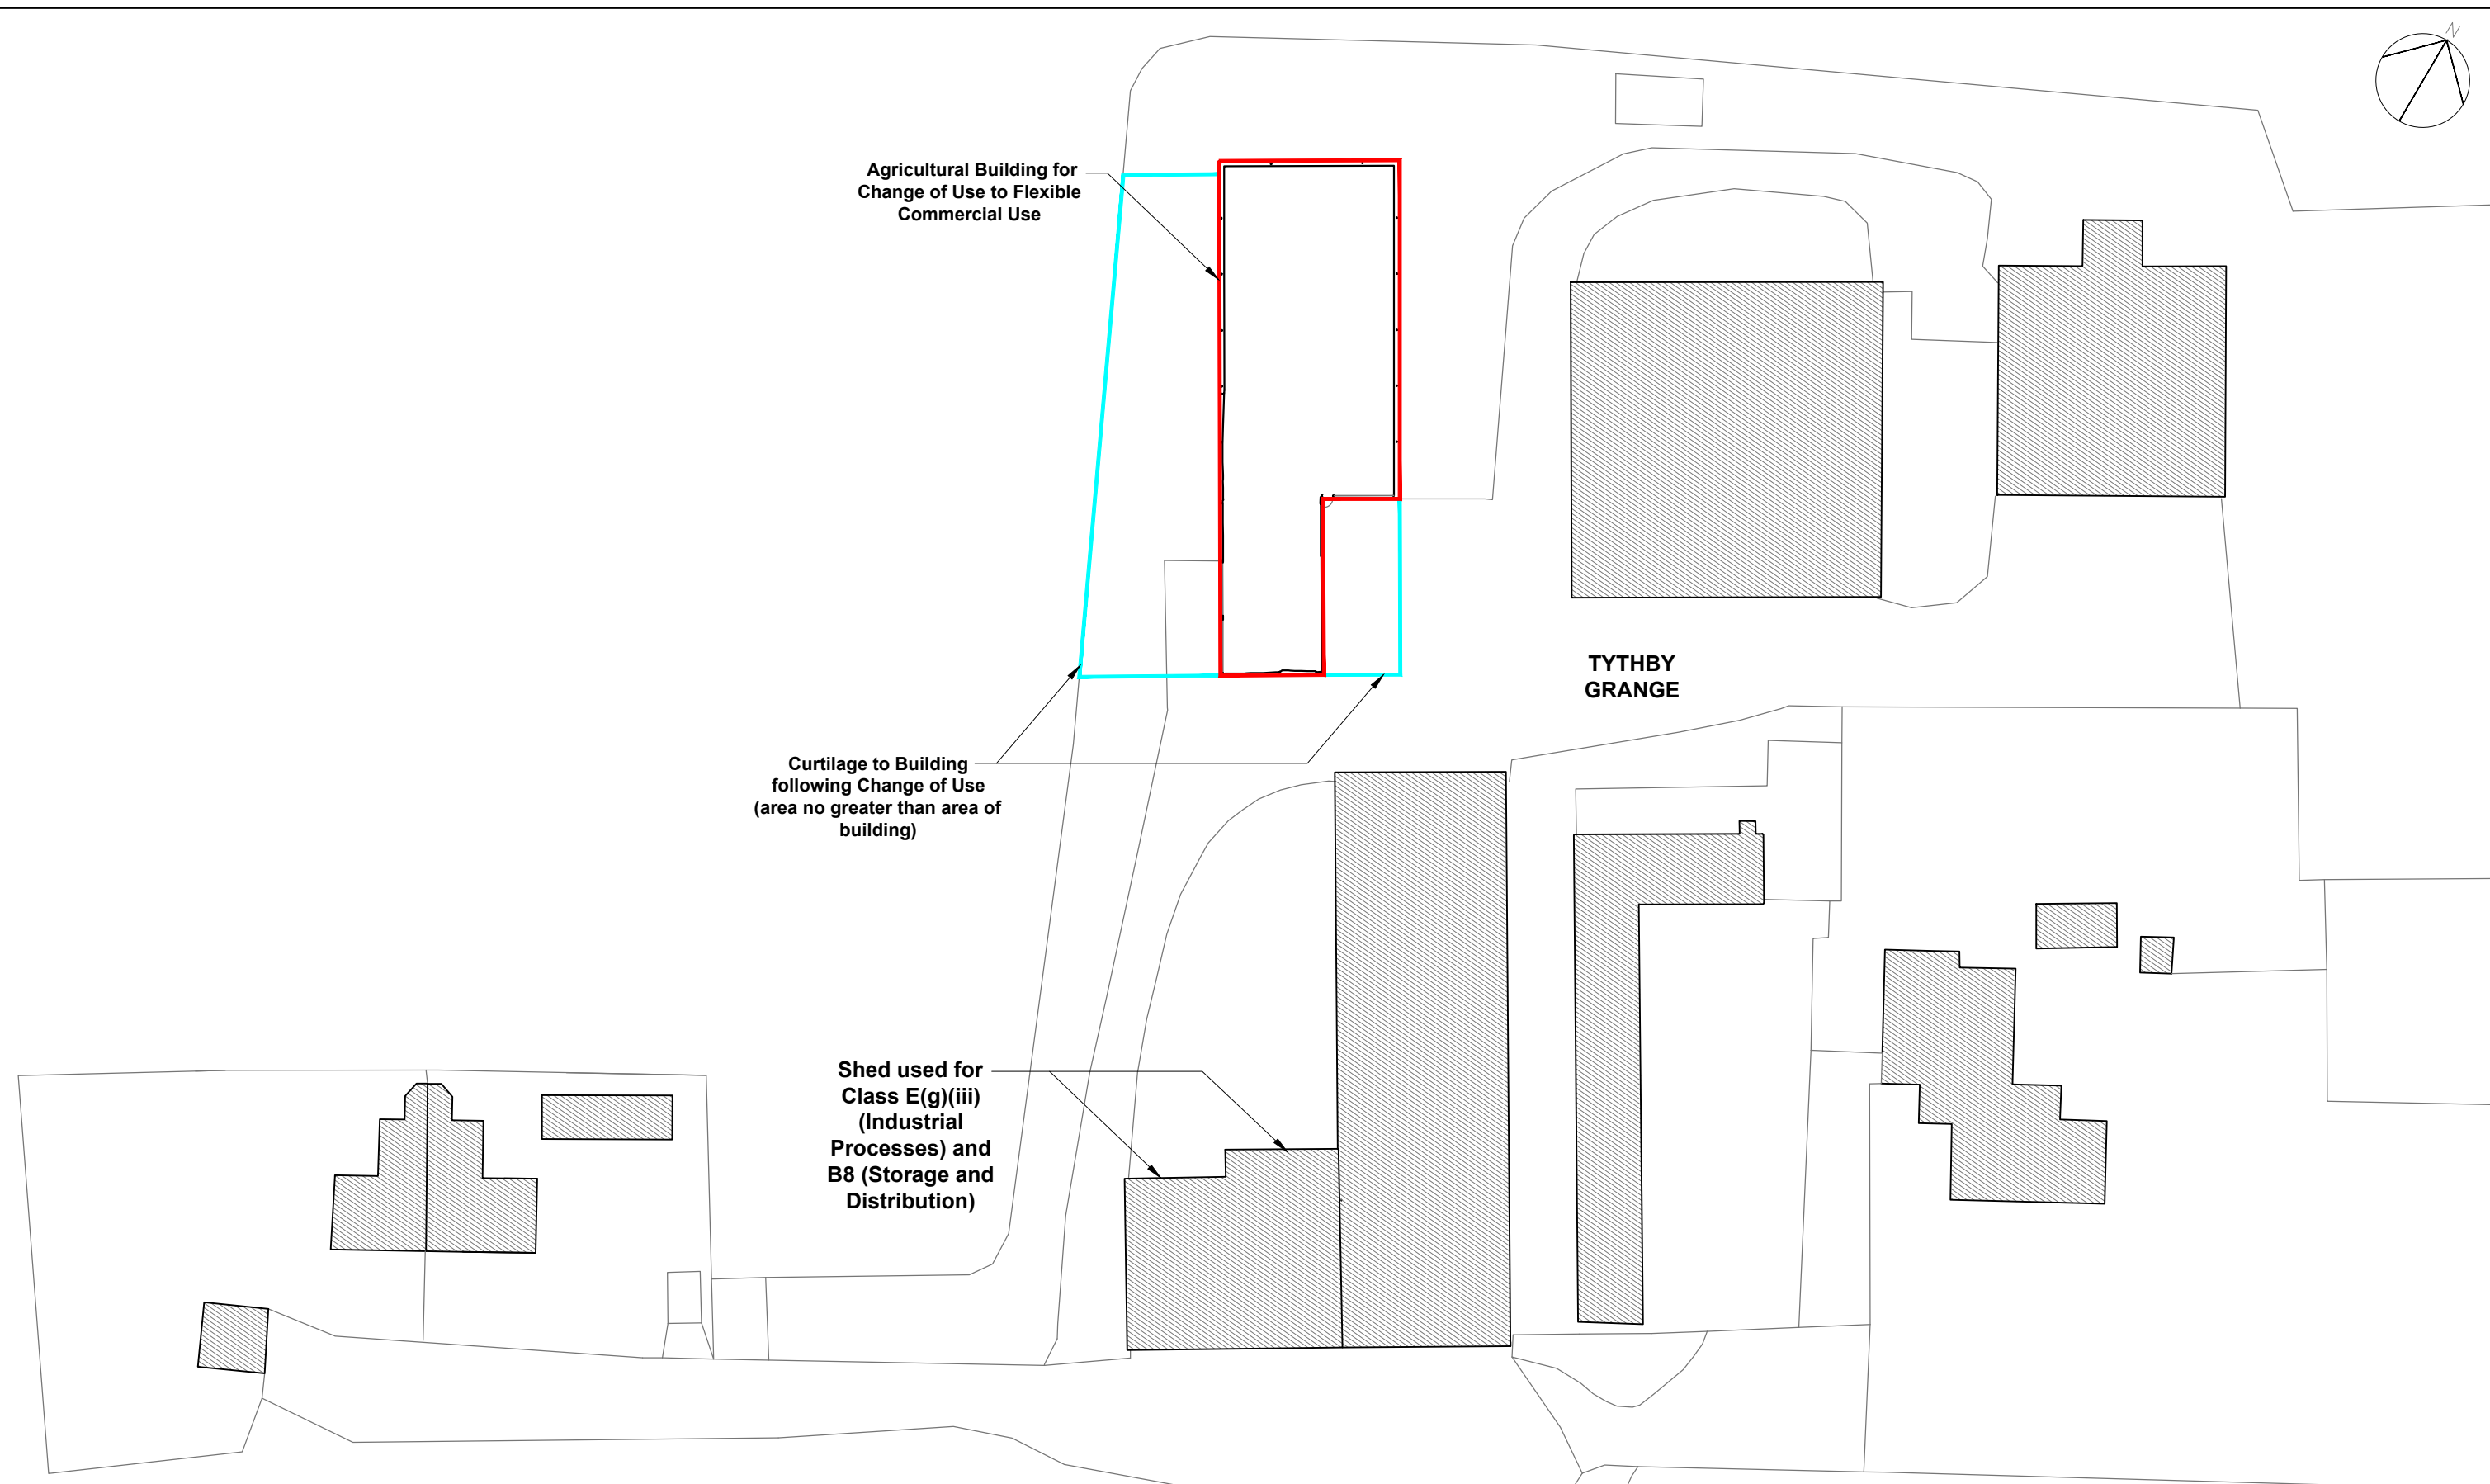 N
Agricultural Building for
Change of Use to Flexible
Commercial Use
TYTHBY
GRANGE
Curtilage to Building
following Change of Use
(area no greater than area of
building)
Shed used for
Class E(g)(iii)
(Industrial
Processes) and
B8 (Storage and
Distribution)